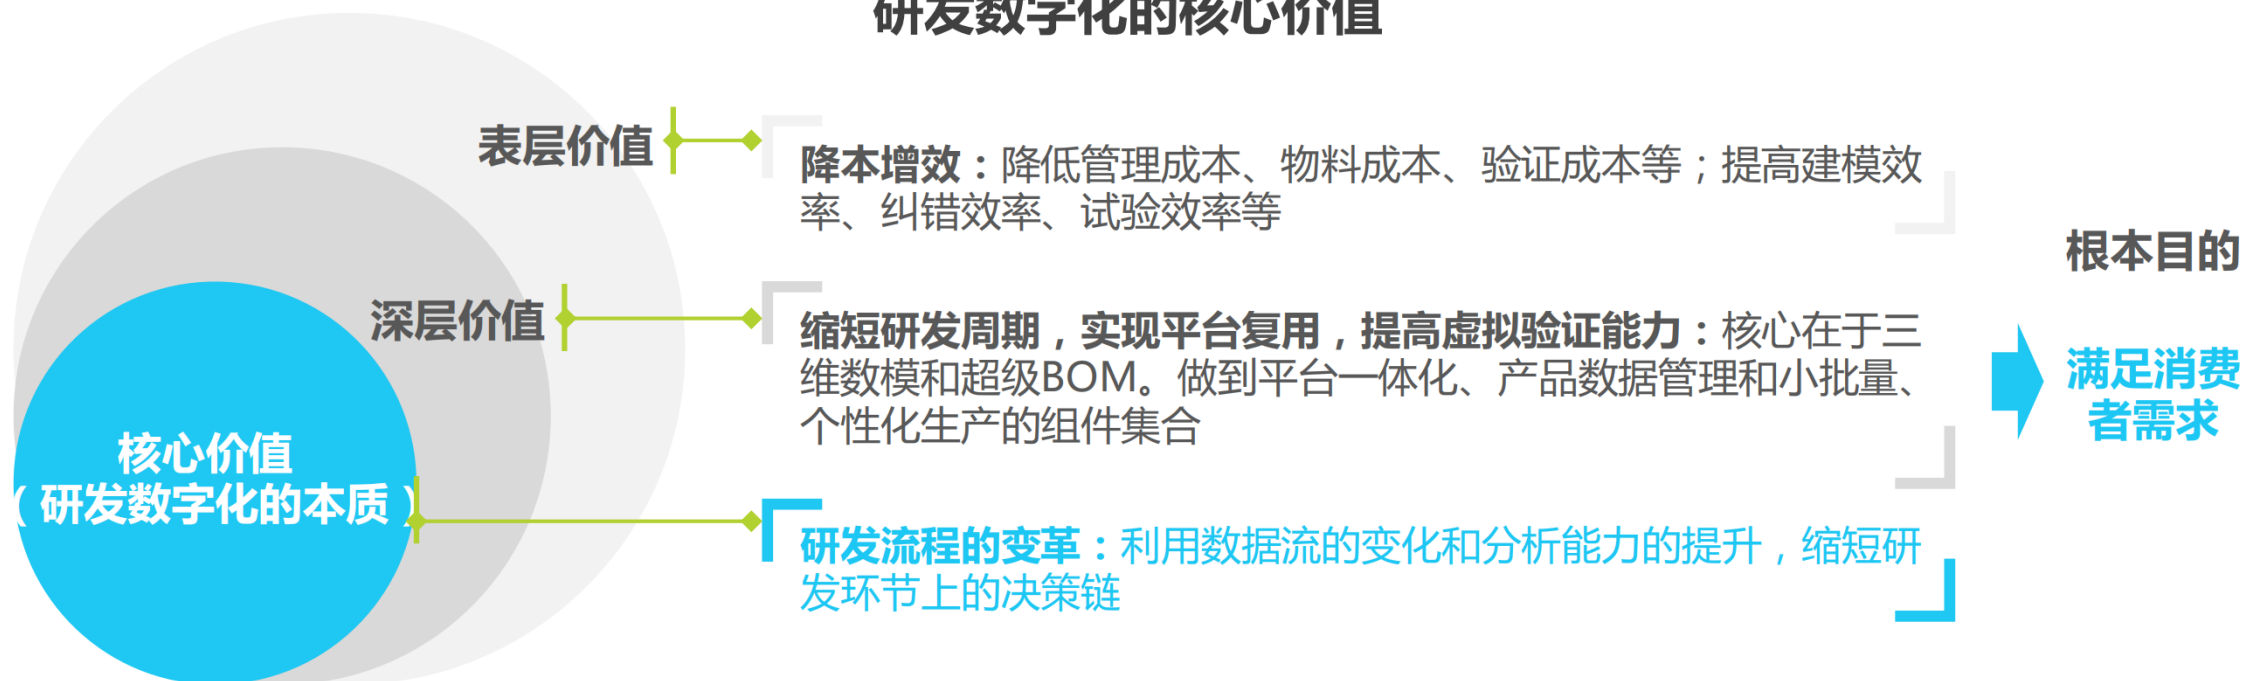 研发数字化的核心价值
表层价值
降本增效：降低管理成本、物料成本、验证成本等；提高建模效
率、纠错效率、试验效率等
深层价值
缩短研发周期，实现平台复用，提高虚拟验证能力：核心在于三
维数模和超级BOM。做到平台一体化、产品数据管理和小批量、
个性化生产的组件集合
核心价值
（研发数字化的本质）
研发流程的变革：利用数据流的变化和分析能力的提升，缩短研
发环节上的决策链
根本目的
满足消费
者需求